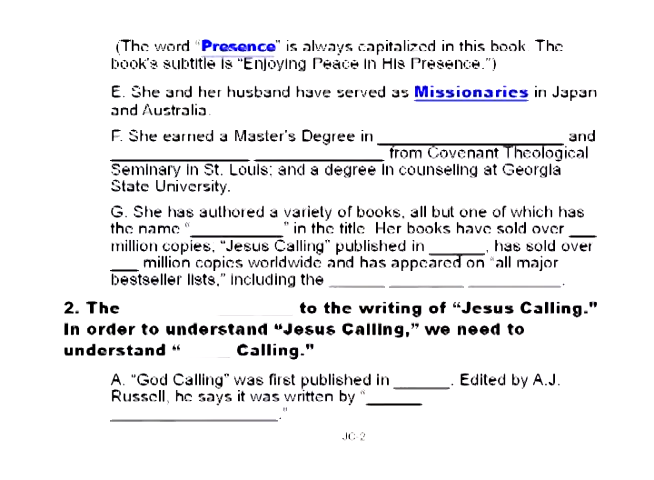 (The word “Presence” is always capitalized in this book. The
book's subtitle is “Enjoying Peace in His Presence.”)
E. She and her husband have served as Missionaries in Japan
and Australia.
F. She earned a Master's Degree in ____________________ and
_______________ ______________ from Covenant Theological
Seminary in St. Louis; and a degree in counseling at Georgia
State University.
G. She has authored a variety of books, all but one of which has
the name “__________” in the title. Her books have sold over ___
million copies, “Jesus Calling” published in ______, has sold over
___ million copies worldwide and has appeared on “all major
bestseller lists,” including the ______ ________ __________.
2. The to the writing of “Jesus Calling.”
In order to understand “Jesus Calling,” we need to
understand “ Calling.”
A. “God Calling” was first published in ______. Edited by A.J.
Russell, he says it was written by “______
__________________.”
JC-2